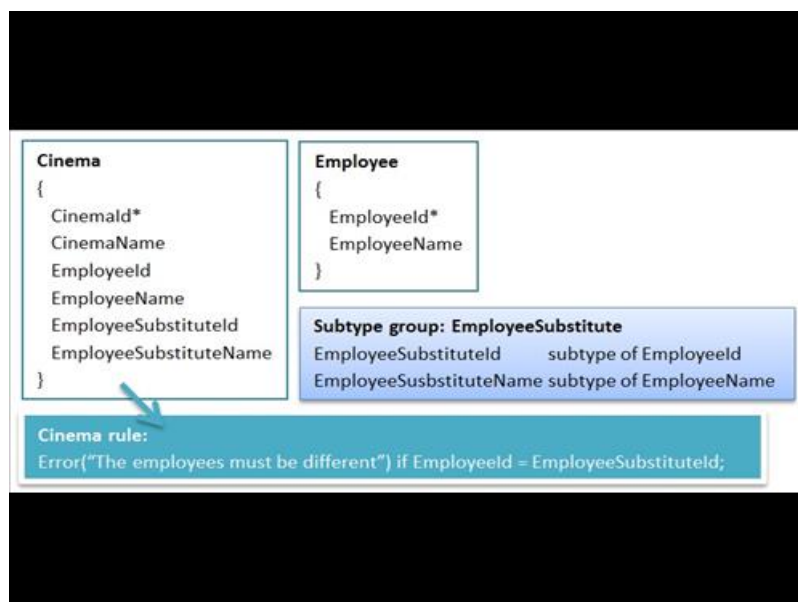 Cinema
{
CinemaId*
CinemaName
EmployeeId
EmployeeName
EmployeeSubstituteId
EmployeeSubstituteName
}
Employee
{
EmployeeId*
EmployeeName
}
Subtype group: EmployeeSubstitute
EmployeeSubstituteId subtype of EmployeeId
EmployeeSusbstituteName subtype of EmployeeName
Cinema rule:
Error("The employees must be different") if EmployeeId = EmployeeSubstituteId;